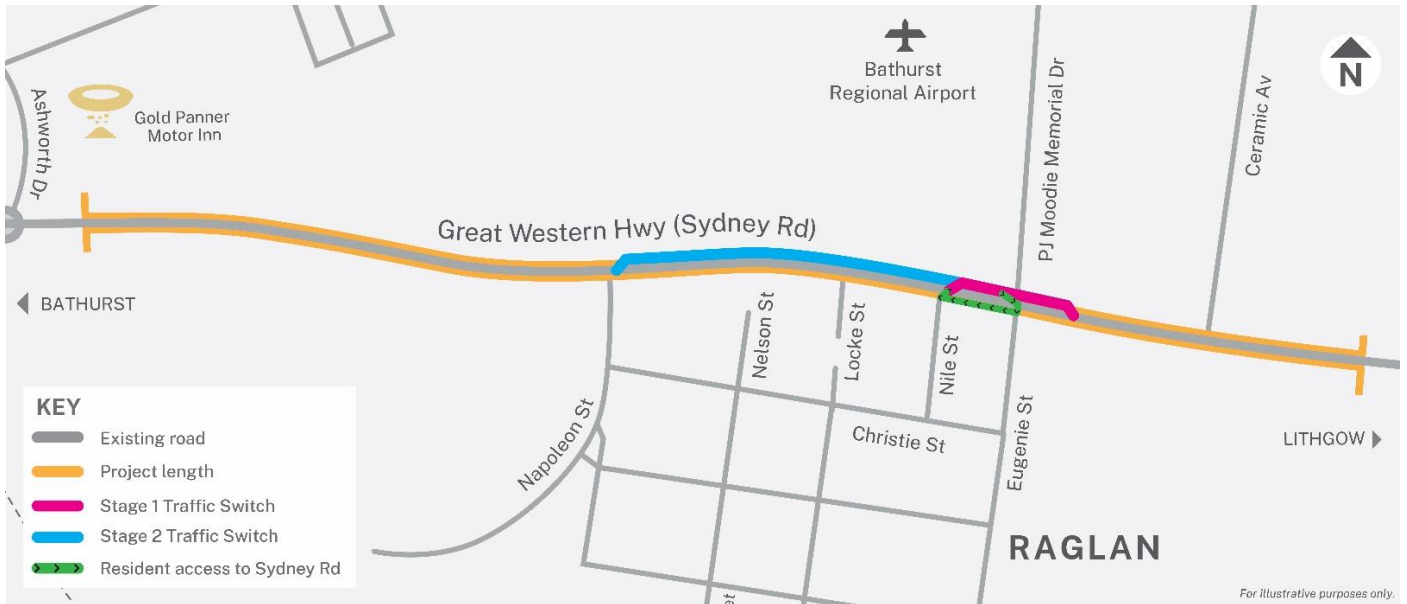 Bathurst
Regional Airport
N
Ashworth Dr
Gold Panner
Motor Inn
PJ Moodie Memorial Dr
Ceramic Av
Great Western Hwy (Sydney Rd)
BATHURST
Nelson St
Locke St
Nile St
Napoleon St
Christie St
Eugenie St
LITHGOW
RAGLAN
KEY
Existing road
Project length
Stage 1 Traffic Switch
Stage 2 Traffic Switch
Resident access to Sydney Rd
For illustrative purposes only.